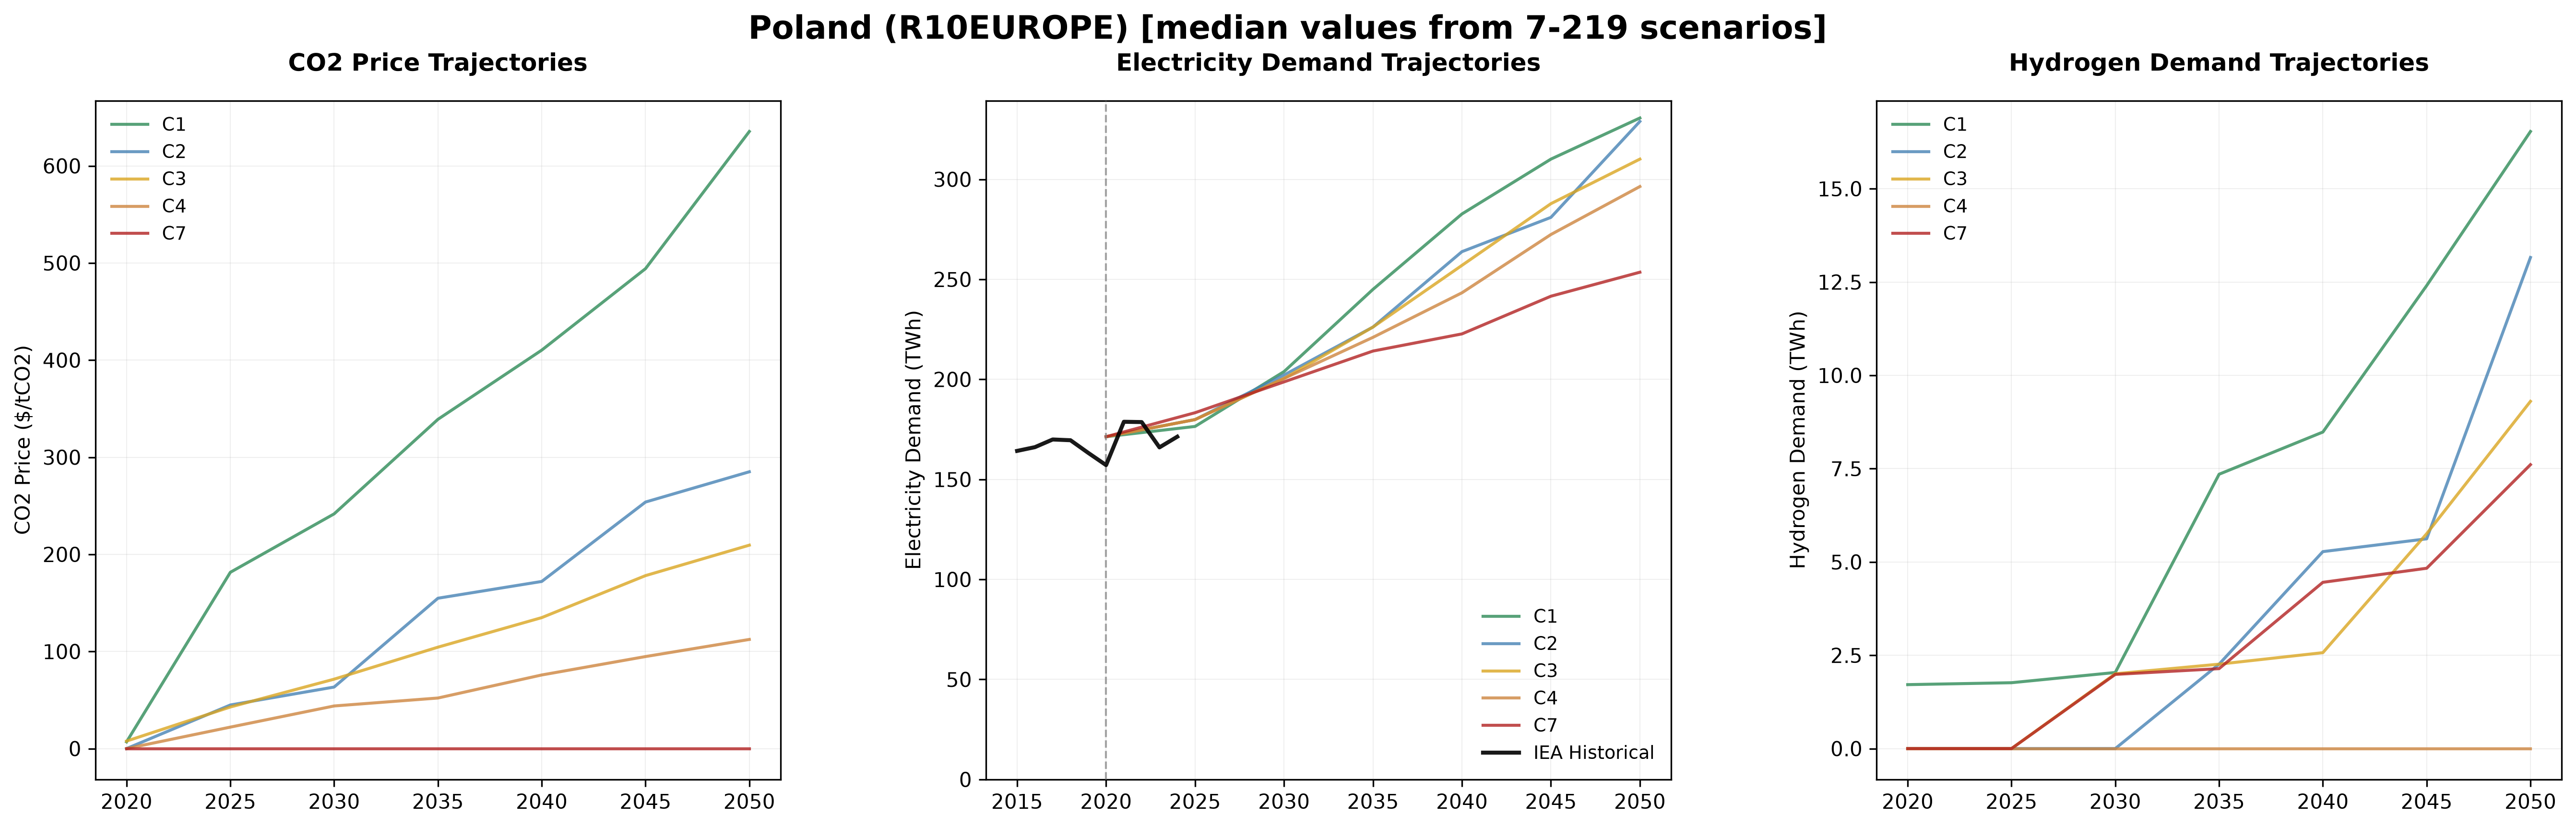 Poland (R10EUROPE) [median values from 7-219 scenarios]
CO2 Price Trajectories
CO2 Price ($/tCO2)
600
500
400
300
200
100
0
2020 2025 2030 2035 2040 2045 2050
C1
C2
C3
C4
C7
Electricity Demand Trajectories
Electricity Demand (TWh)
300
250
200
150
100
50
0
2015 2020 2025 2030 2035 2040 2045 2050
C1
C2
C3
C4
C7
IEA Historical
Hydrogen Demand Trajectories
Hydrogen Demand (TWh)
15.0
12.5
10.0
7.5
5.0
2.5
0.0
2020 2025 2030 2035 2040 2045 2050
C1
C2
C3
C4
C7